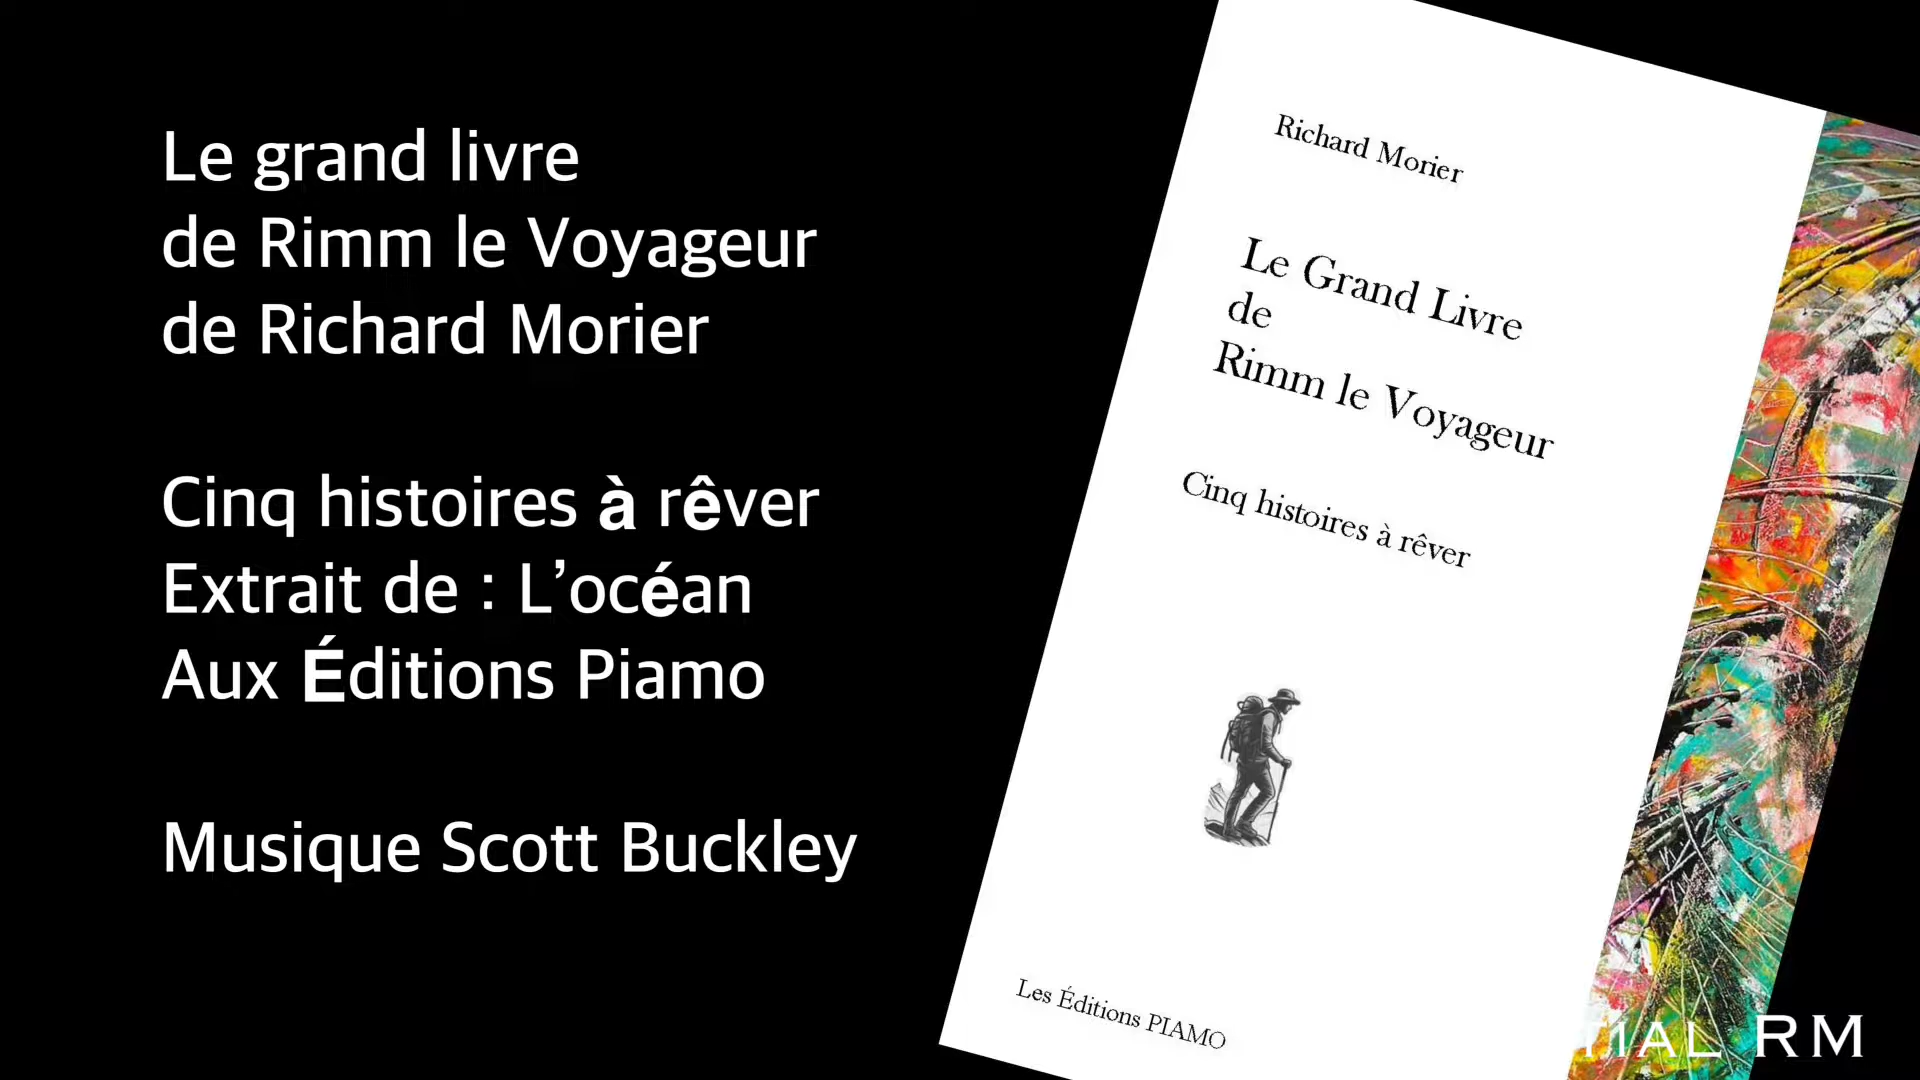 Le grand livre
de Rimm le Voyageur
de Richard Morier
Cinq histoires à rêver
Extrait de : L’océan
Aux Éditions Piamo
Musique Scott Buckley
Richard Morier
Le Grand Livre
de
Rimm le Voyageur
Cinq histoires à rêver
Les Éditions PIAMO
RM